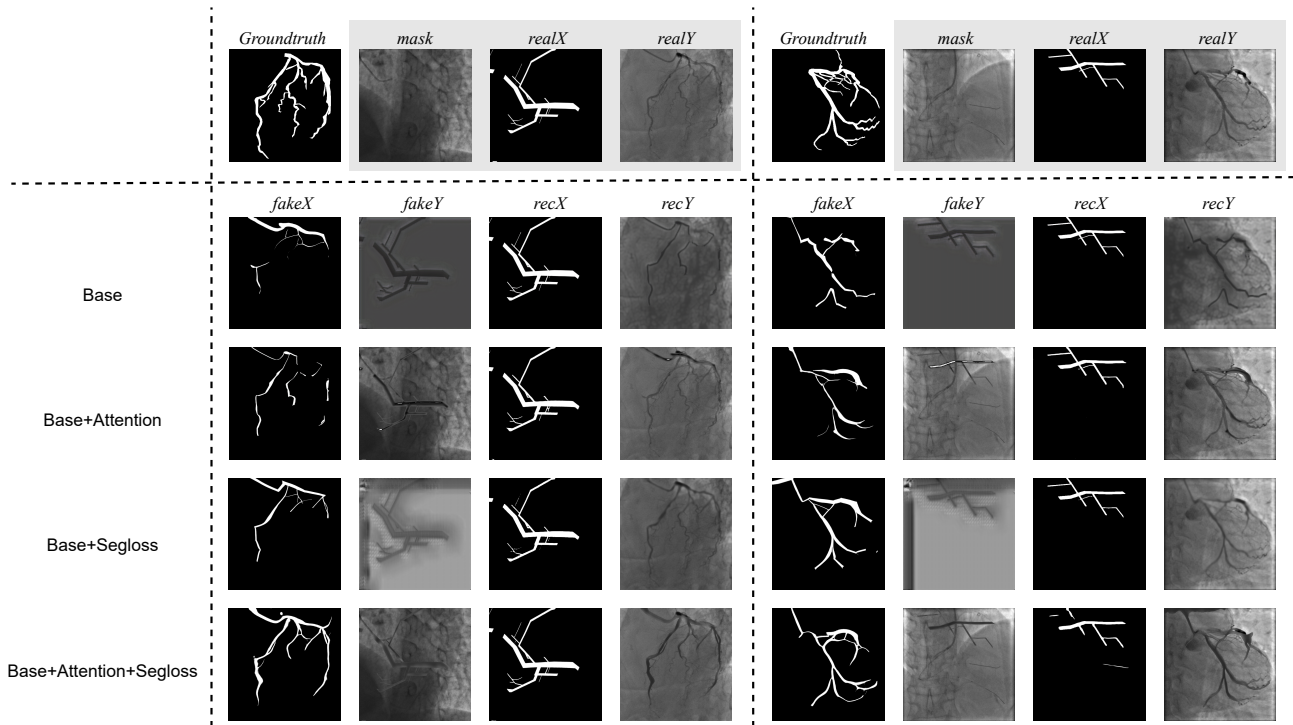 Groundtruth mask realX realY Groundtruth mask realX realY
fakeX fakeY recX recY fakeX fakeY recX recY
Base
Base+Attention
Base+Segloss
Base+Attention+Segloss